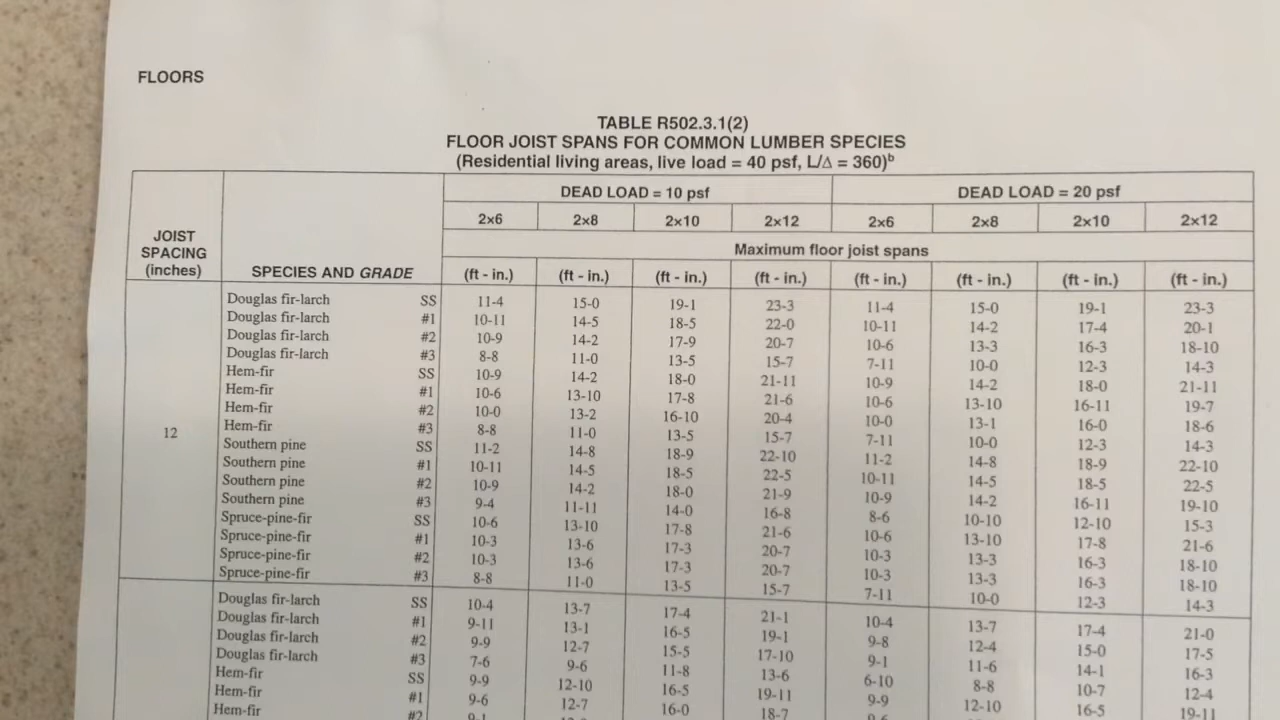 FLOORS
TABLE R502.3.1(2)
FLOOR JOIST SPANS FOR COMMON LUMBER SPECIES
(Residential living areas, live load = 40 psf, L/Δ = 360)b
JOIST SPACING (inches) SPECIES AND GRADE DEAD LOAD = 10 psf DEAD LOAD = 20 psf
2×6 2×8 2×10 2×12 2×6 2×8 2×10 2×12
Maximum floor joist spans
(ft - in.) (ft - in.) (ft - in.) (ft - in.) (ft - in.) (ft - in.) (ft - in.) (ft - in.)
12
Douglas fir-larch SS 11-4 15-0 19-1 23-3 11-4 15-0 19-1 23-3
Douglas fir-larch #1 10-11 14-5 18-5 22-0 10-11 14-2 17-4 20-1
Douglas fir-larch #2 10-9 14-2 17-9 20-7 10-6 13-3 16-3 18-10
Douglas fir-larch #3 8-8 11-0 13-5 15-7 7-11 10-0 12-3 14-3
Hem-fir SS 10-9 14-2 18-0 21-11 10-9 14-2 18-0 21-11
Hem-fir #1 10-6 13-10 17-8 21-6 10-6 13-10 16-11 19-7
Hem-fir #2 10-0 13-2 16-10 20-4 10-0 13-1 16-0 18-6
Hem-fir #3 8-8 11-0 13-5 15-7 7-11 10-0 12-3 14-3
Southern pine SS 11-2 14-8 18-9 22-10 11-2 14-8 18-9 22-10
Southern pine #1 10-11 14-5 18-5 22-5 10-11 14-5 18-5 22-5
Southern pine #2 10-9 14-2 18-0 21-9 10-9 14-2 16-11 19-10
Southern pine #3 9-4 11-11 14-0 16-8 8-6 10-10 12-10 15-3
Spruce-pine-fir SS 10-6 13-10 17-8 21-6 10-6 13-10 17-8 21-6
Spruce-pine-fir #1 10-3 13-6 17-3 20-7 10-3 13-3 16-3 18-10
Spruce-pine-fir #2 10-3 13-6 17-3 20-7 10-3 13-3 16-3 18-10
Spruce-pine-fir #3 8-8 11-0 13-5 15-7 7-11 10-0 12-3 14-3
Douglas fir-larch SS 10-4 13-7 17-4 21-1 10-4 13-7 17-4 21-0
Douglas fir-larch #1 9-11 13-1 16-5 19-1 9-8 12-4 15-0 17-5
Douglas fir-larch #2 9-9 12-7 15-5 17-10 9-1 11-6 14-1 16-3
Douglas fir-larch #3 7-6 9-6 11-8 13-6 6-10 8-8 10-7 12-4
Hem-fir SS 9-9 12-10 16-5 19-11 9-9 12-10 16-5 19-11
Hem-fir #1 9-6 12-7 16-0 18-7
Hem-fir #2 9-1